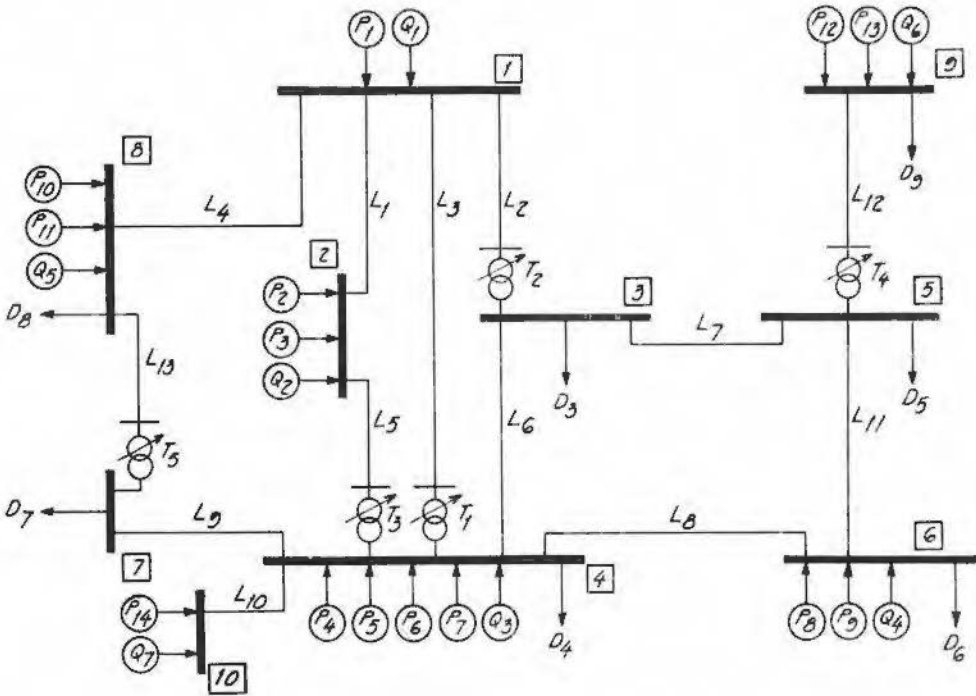 P1 Q1 P12 P13 Q6
1 9
8
P10
P11 L4 L1 L3 L2 L12 D9
Q5 2
P2 T2 3 T4 5
D8 P3 L7
L13 Q2 D3 D5
L5 L6 L11
T5
D7 L9 T3 T1 L8 6
7 4
P14 L10 P4 P5 P6 P7 Q3 P8 P9 Q4
Q7 D4 D6
10